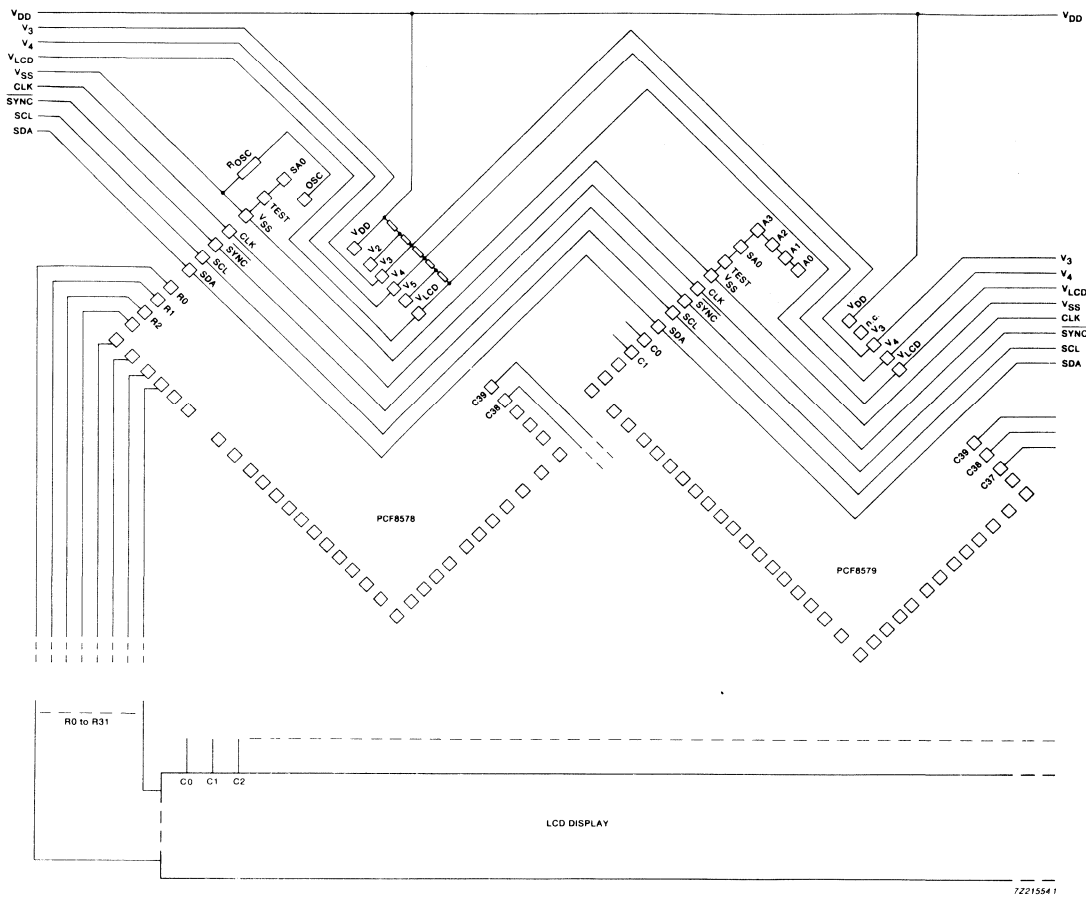 VDD
V3
V4
VLCD
VSS
CLK
SYNC
SCL
SDA
VDD
ROSC
SA0
OSC
TEST
VSS
CLK
SYNC
SCL
SDA
R0
R1
R2
VDD
V2
V3
V4
V5
VLCD
C39
C38
PCF8578
A3
A2
A1
A0
SA0
TEST
VSS
CLK
SYNC
SCL
SDA
C0
C1
VDD
n.c.
V3
V4
VLCD
V3
V4
VLCD
VSS
CLK
SYNC
SCL
SDA
C39
C38
C37
PCF8579
R0 to R31
C0 C1 C2
LCD DISPLAY
7Z21554.1